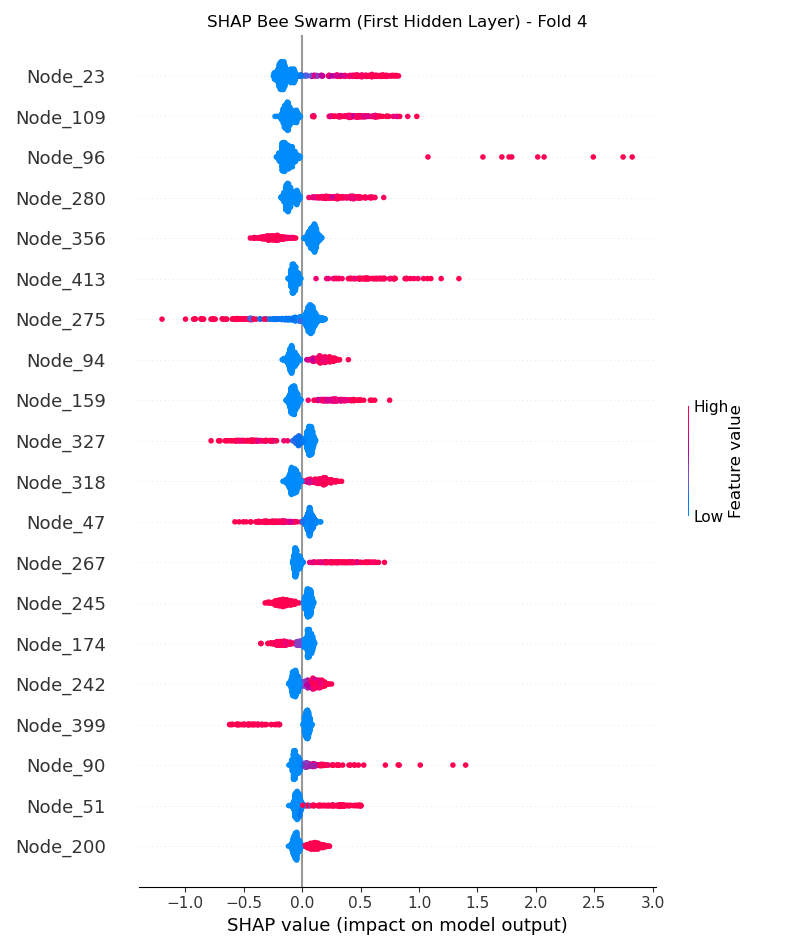 SHAP Bee Swarm (First Hidden Layer) - Fold 4
Node_23
Node_109
Node_96
Node_280
Node_356
Node_413
Node_275
Node_94
Node_159
Node_327
Node_318
Node_47
Node_267
Node_245
Node_174
Node_242
Node_399
Node_90
Node_51
Node_200
−1.0 −0.5 0.0 0.5 1.0 1.5 2.0 2.5 3.0
SHAP value (impact on model output)
High
Low
Feature value